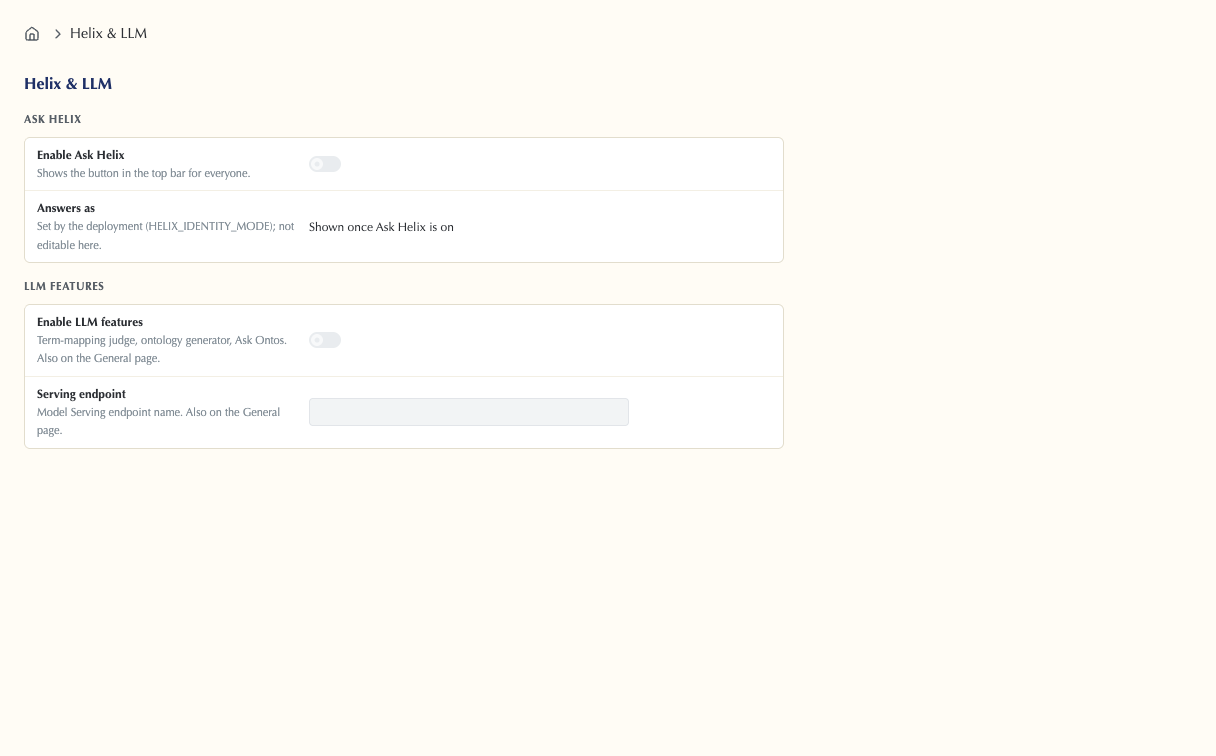 Helix & LLM
Helix & LLM
ASK HELIX
Enable Ask Helix
Shows the button in the top bar for everyone.
Answers as
Set by the deployment (HELIX_IDENTITY_MODE); not
editable here.
Shown once Ask Helix is on
LLM FEATURES
Enable LLM features
Term-mapping judge, ontology generator, Ask Ontos.
Also on the General page.
Serving endpoint
Model Serving endpoint name. Also on the General
page.